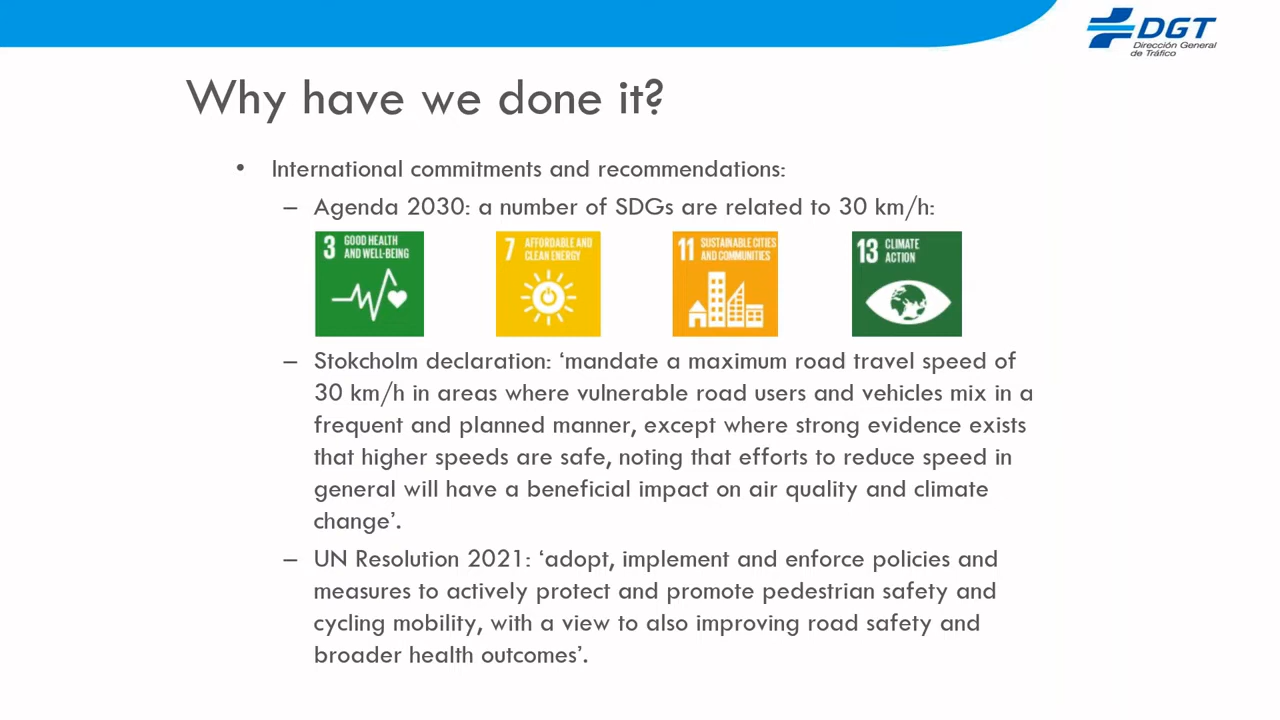 DGT
Dirección General
de Tráfico
Why have we done it?
• International commitments and recommendations:
– Agenda 2030: a number of SDGs are related to 30 km/h:
3 GOOD HEALTH
AND WELL-BEING
7 AFFORDABLE AND
CLEAN ENERGY
11 SUSTAINABLE CITIES
AND COMMUNITIES
13 CLIMATE
ACTION
– Stokcholm declaration: ‘mandate a maximum road travel speed of
30 km/h in areas where vulnerable road users and vehicles mix in a
frequent and planned manner, except where strong evidence exists
that higher speeds are safe, noting that efforts to reduce speed in
general will have a beneficial impact on air quality and climate
change’.
– UN Resolution 2021: ‘adopt, implement and enforce policies and
measures to actively protect and promote pedestrian safety and
cycling mobility, with a view to also improving road safety and
broader health outcomes’.